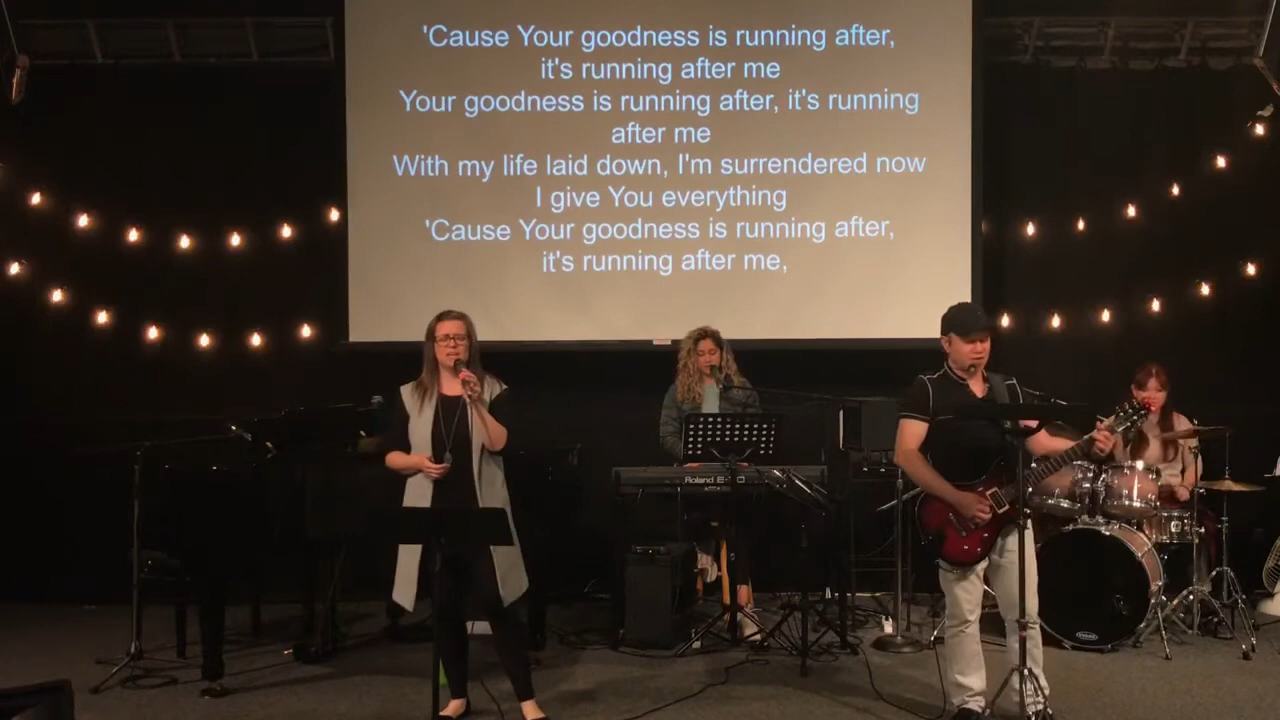 'Cause Your goodness is running after,
it's running after me
Your goodness is running after, it's running
after me
With my life laid down, I'm surrendered now
I give You everything
'Cause Your goodness is running after,
it's running after me,
Roland